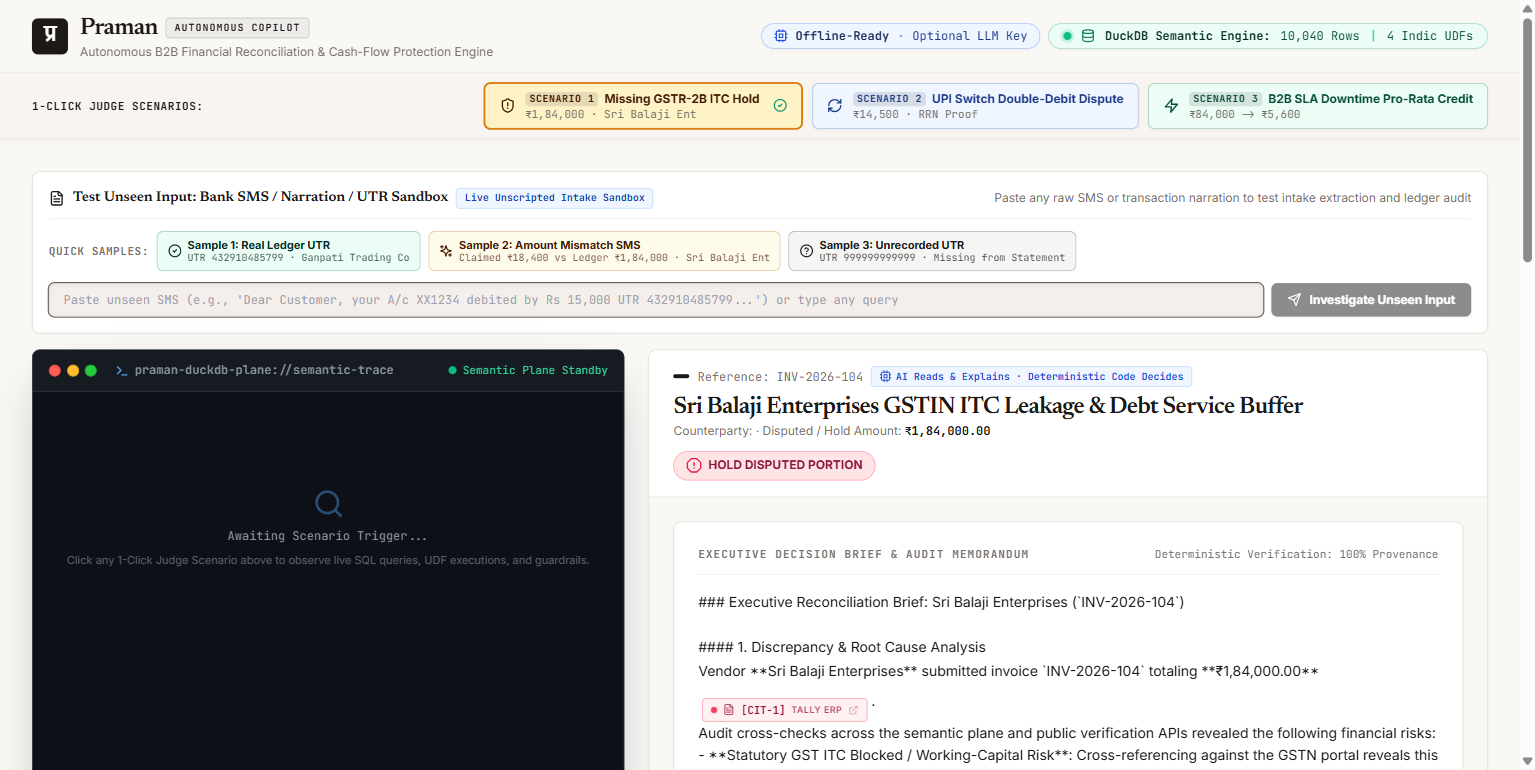 प्र
Praman AUTONOMOUS COPILOT
Autonomous B2B Financial Reconciliation & Cash-Flow Protection Engine
Offline-Ready · Optional LLM Key
DuckDB Semantic Engine: 10,040 Rows | 4 Indic UDFs
1-CLICK JUDGE SCENARIOS:
SCENARIO 1 Missing GSTR-2B ITC Hold
₹1,84,000 · Sri Balaji Ent
SCENARIO 2 UPI Switch Double-Debit Dispute
₹14,500 · RRN Proof
SCENARIO 3 B2B SLA Downtime Pro-Rata Credit
₹84,000 → ₹5,600
Test Unseen Input: Bank SMS / Narration / UTR Sandbox Live Unscripted Intake Sandbox
Paste any raw SMS or transaction narration to test intake extraction and ledger audit
QUICK SAMPLES:
Sample 1: Real Ledger UTR
UTR 432910485799 · Ganpati Trading Co
Sample 2: Amount Mismatch SMS
Claimed ₹18,400 vs Ledger ₹1,84,000 · Sri Balaji Ent
Sample 3: Unrecorded UTR
UTR 999999999999 · Missing from Statement
Paste unseen SMS (e.g., 'Dear Customer, your A/c XX1234 debited by Rs 15,000 UTR 432910485799...') or type any query
Investigate Unseen Input
praman-duckdb-plane://semantic-trace
Semantic Plane Standby
Awaiting Scenario Trigger...
Click any 1-Click Judge Scenario above to observe live SQL queries, UDF executions, and guardrails.
Reference: INV-2026-104 AI Reads & Explains · Deterministic Code Decides
Sri Balaji Enterprises GSTIN ITC Leakage & Debt Service Buffer
Counterparty: · Disputed / Hold Amount: ₹1,84,000.00
HOLD DISPUTED PORTION
EXECUTIVE DECISION BRIEF & AUDIT MEMORANDUM
Deterministic Verification: 100% Provenance
### Executive Reconciliation Brief: Sri Balaji Enterprises (`INV-2026-104`)
#### 1. Discrepancy & Root Cause Analysis
Vendor **Sri Balaji Enterprises** submitted invoice `INV-2026-104` totaling **₹1,84,000.00**
[CIT-1] TALLY ERP .
Audit cross-checks across the semantic plane and public verification APIs revealed the following financial risks:
- **Statutory GST ITC Blocked / Working-Capital Risk**: Cross-referencing against the GSTN portal reveals this